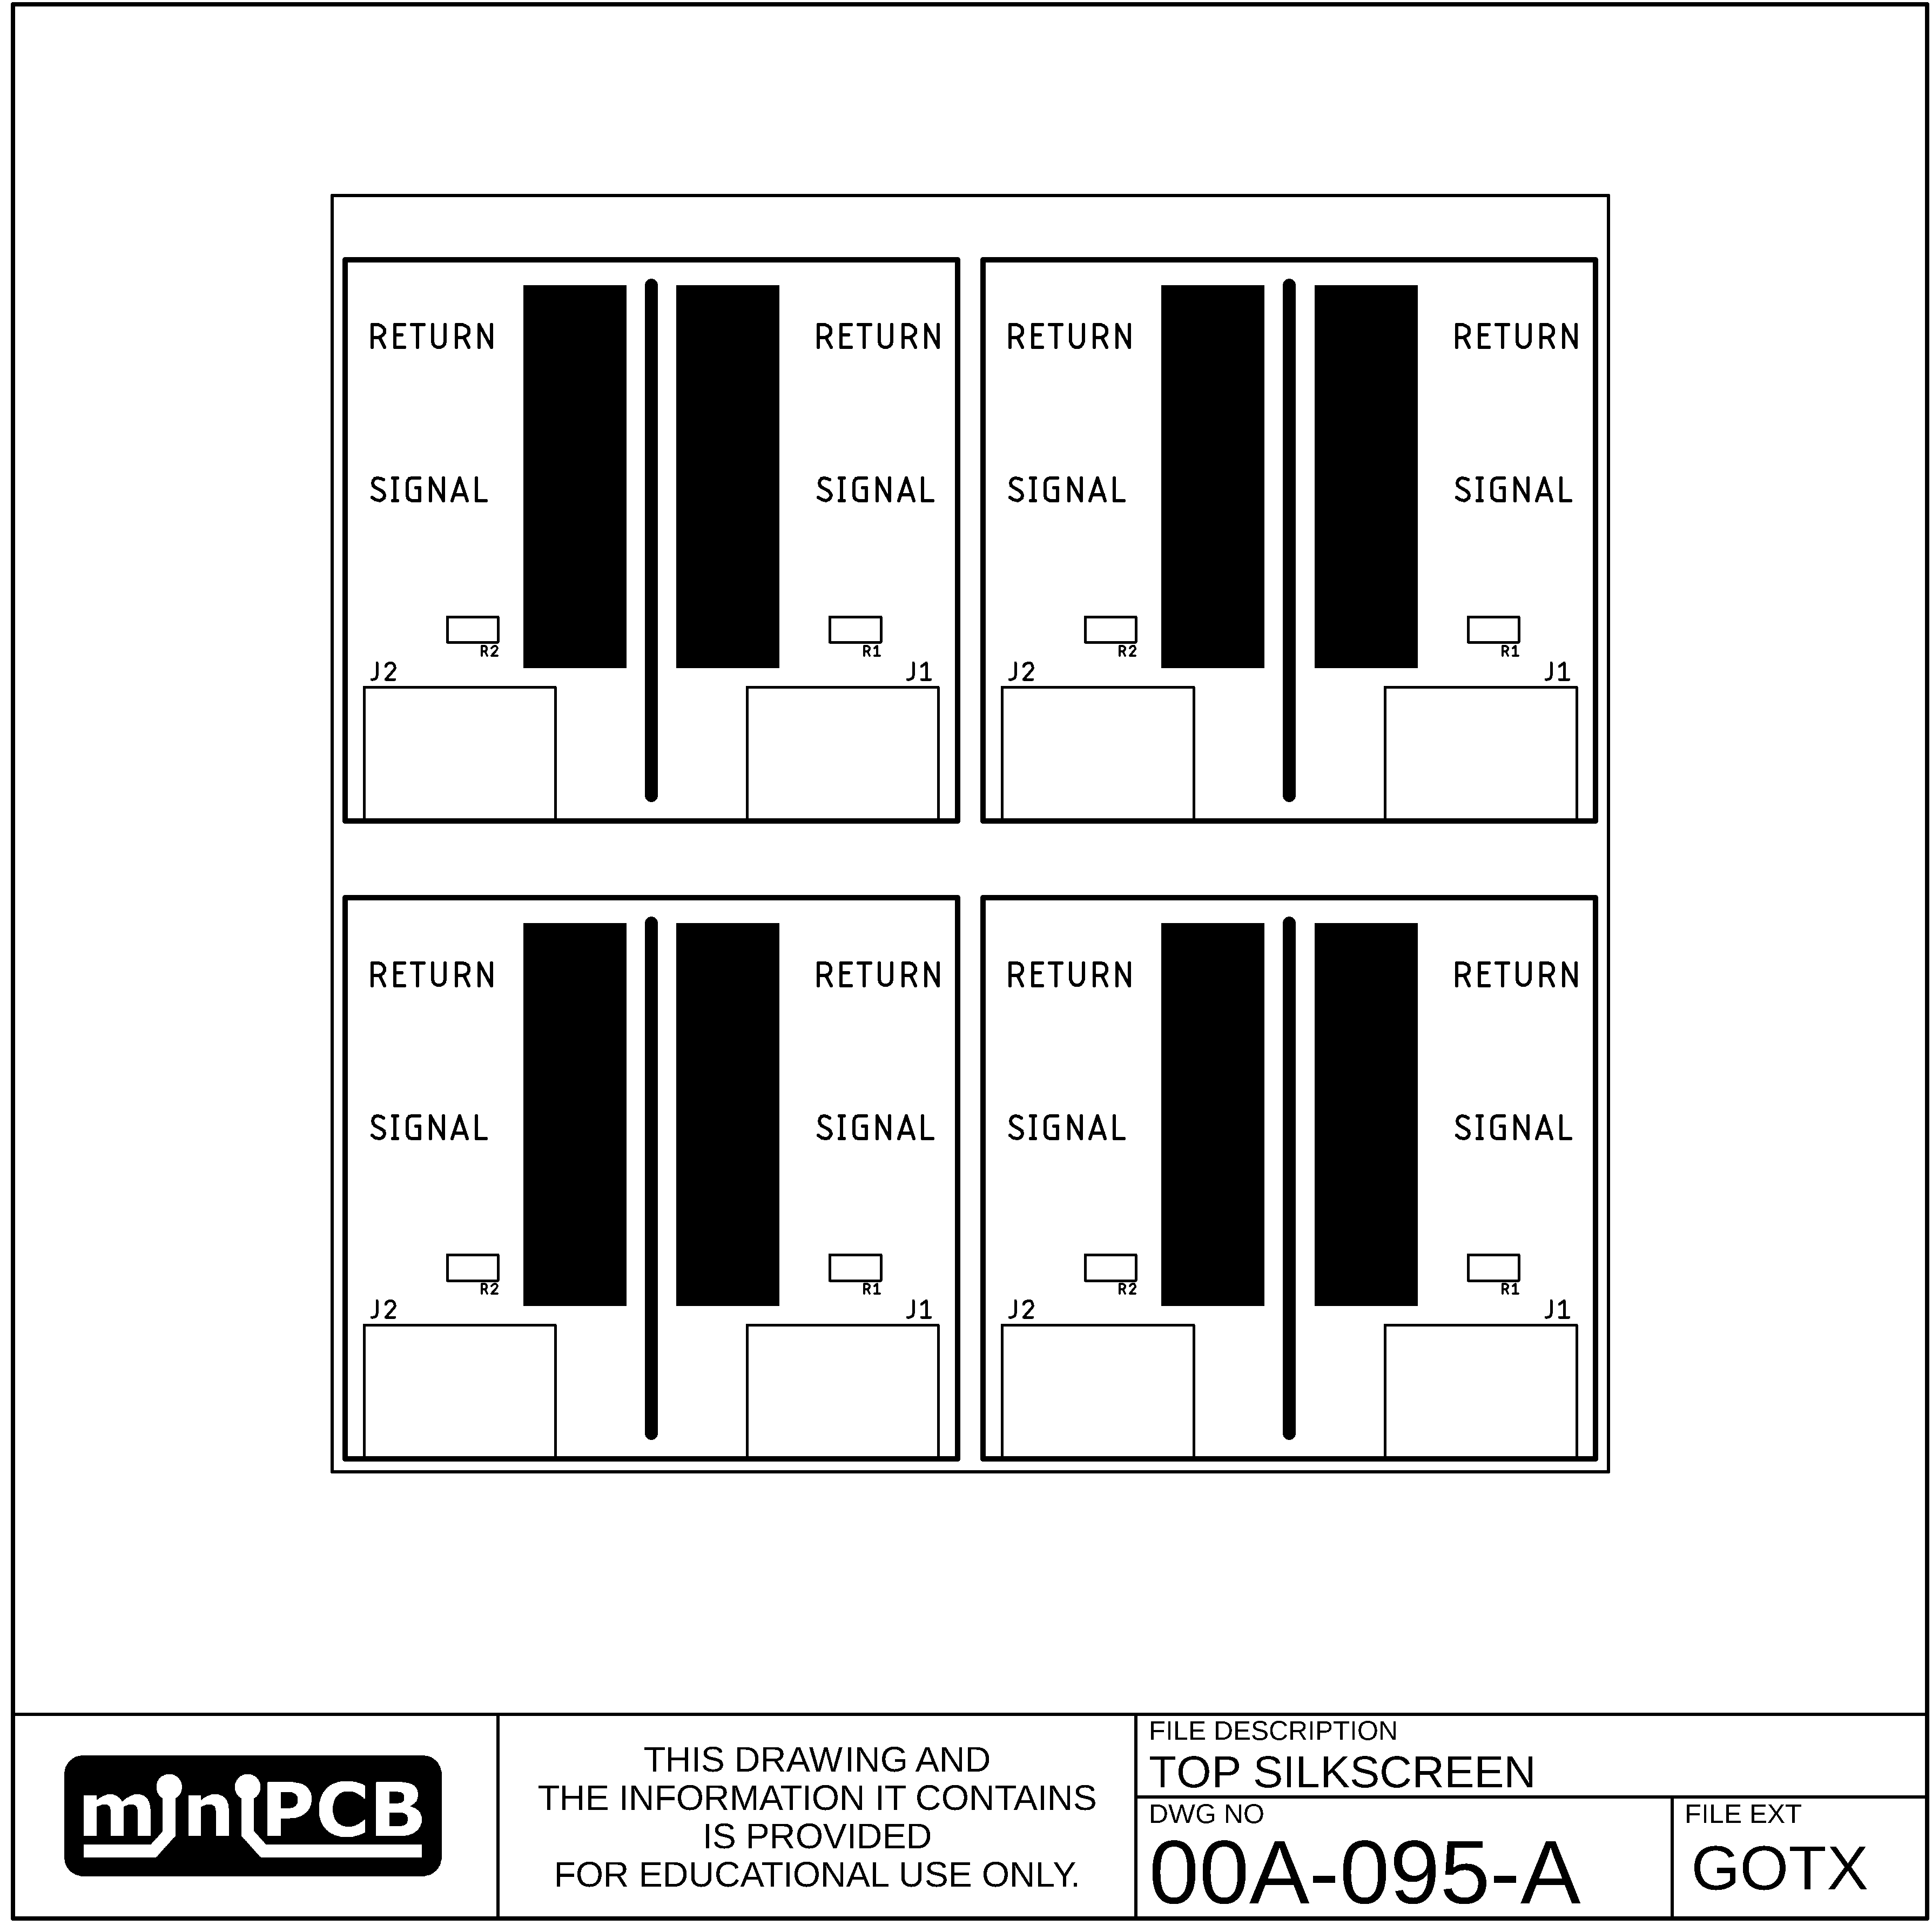 RETURN RETURN RETURN RETURN
SIGNAL SIGNAL SIGNAL SIGNAL
R2 R1 R2 R1
J2 J1 J2 J1
RETURN RETURN RETURN RETURN
SIGNAL SIGNAL SIGNAL SIGNAL
R2 R1 R2 R1
J2 J1 J2 J1
miniPCB
THIS DRAWING AND
THE INFORMATION IT CONTAINS
IS PROVIDED
FOR EDUCATIONAL USE ONLY.
FILE DESCRIPTION
TOP SILKSCREEN
DWG NO
00A-095-A
FILE EXT
GOTX